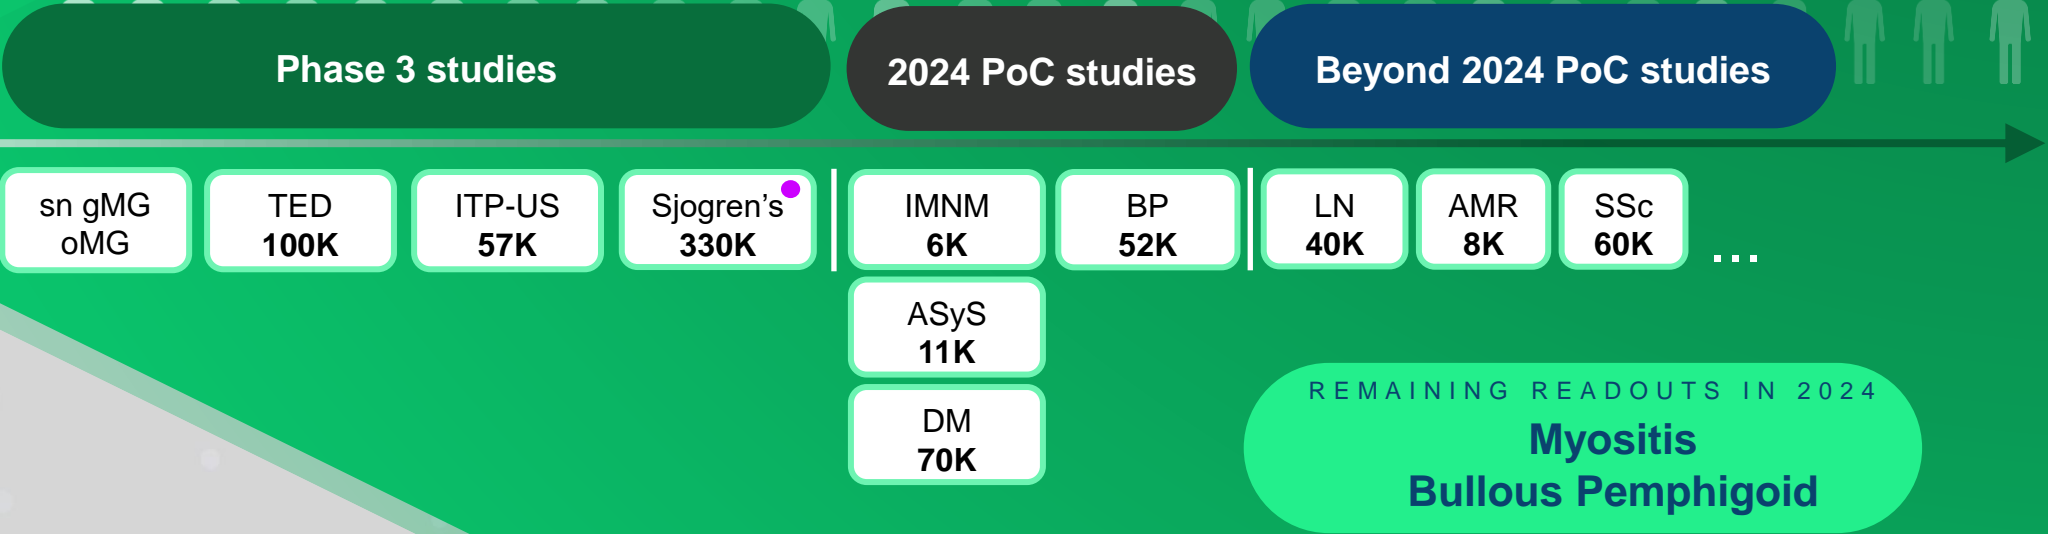 Phase 3 studies
2024 PoC studies
Beyond 2024 PoC studies
sn gMG
oMG
TED
100K
ITP-US
57K
Sjogren’s
330K
IMNM
6K
BP
52K
LN
40K
AMR
8K
SSc
60K
...
ASyS
11K
DM
70K
REMAINING READOUTS IN 2024
Myositis
Bullous Pemphigoid